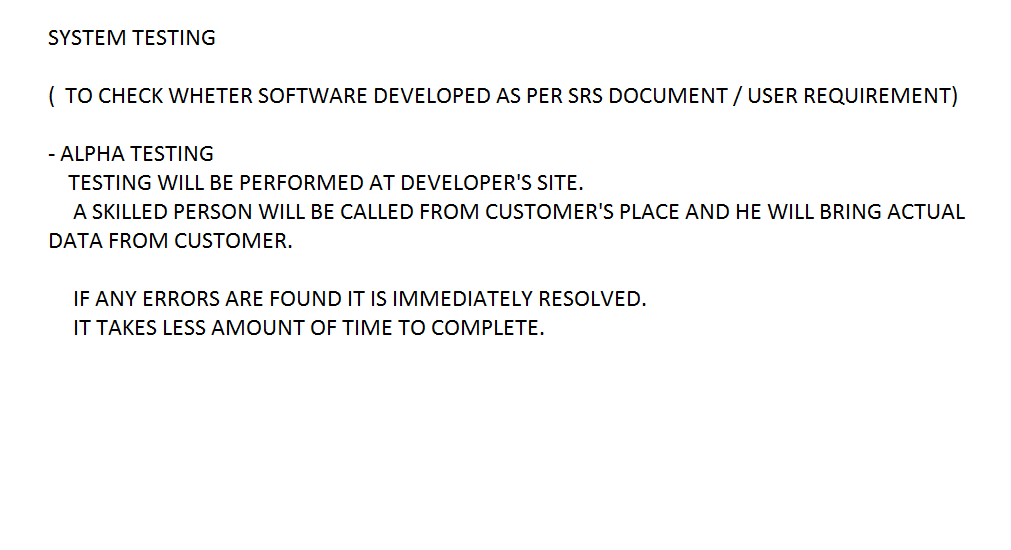 SYSTEM TESTING
( TO CHECK WHETER SOFTWARE DEVELOPED AS PER SRS DOCUMENT / USER REQUIREMENT)
- ALPHA TESTING
TESTING WILL BE PERFORMED AT DEVELOPER'S SITE.
A SKILLED PERSON WILL BE CALLED FROM CUSTOMER'S PLACE AND HE WILL BRING ACTUAL
DATA FROM CUSTOMER.
IF ANY ERRORS ARE FOUND IT IS IMMEDIATELY RESOLVED.
IT TAKES LESS AMOUNT OF TIME TO COMPLETE.